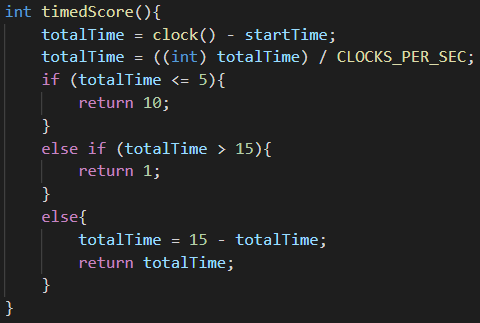 int timedScore(){
    totalTime = clock() - startTime;
    totalTime = ((int) totalTime) / CLOCKS_PER_SEC;
    if (totalTime <= 5){
        return 10;
    }
    else if (totalTime > 15){
        return 1;
    }
    else{
        totalTime = 15 - totalTime;
        return totalTime;
    }
}